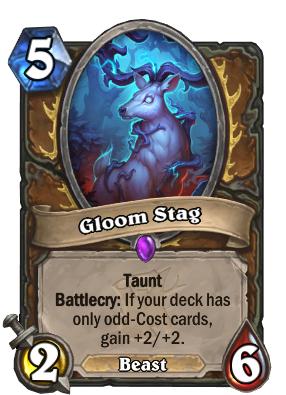 5
Gloom Stag
Taunt
Battlecry: If your deck has
only odd-Cost cards,
gain +2/+2.
2
Beast
6